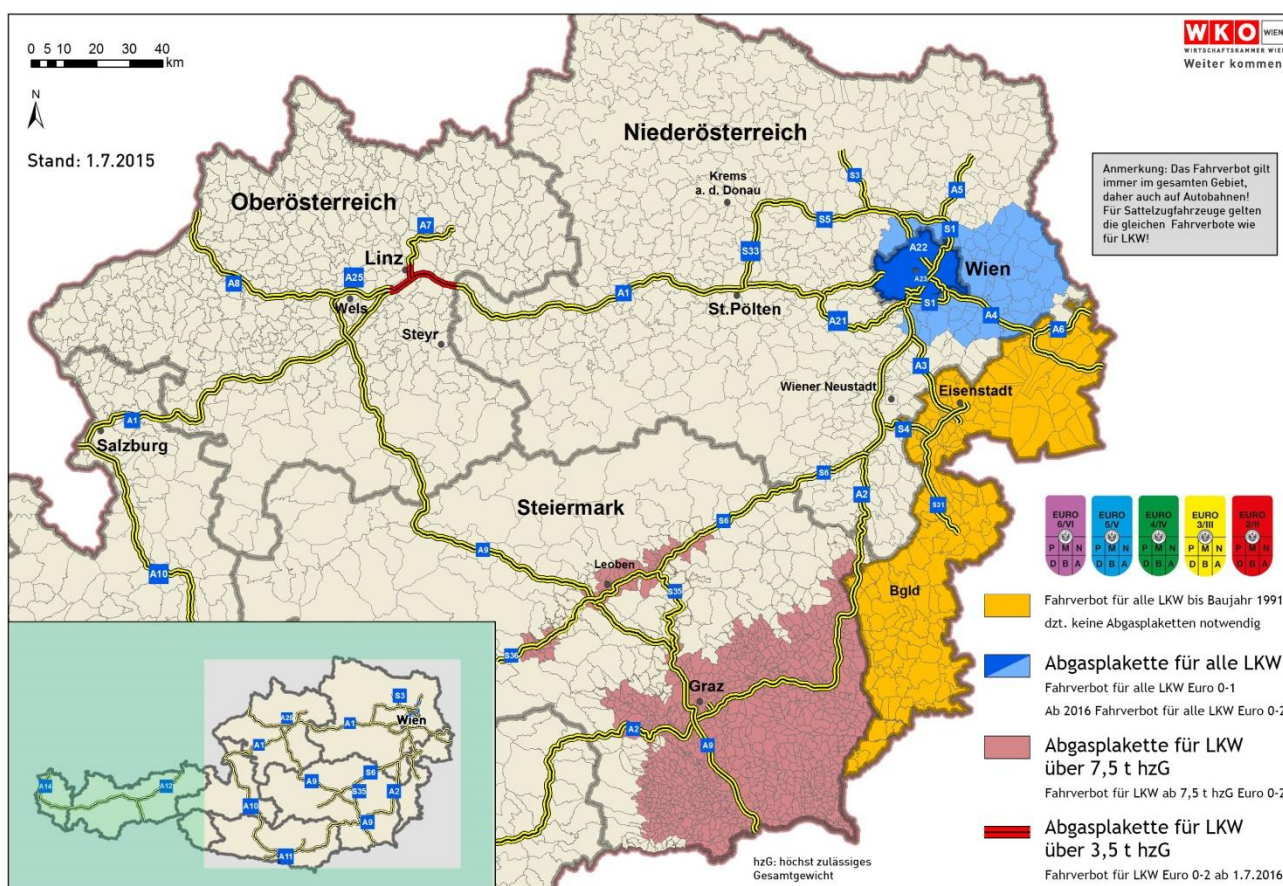 0 5 10 20 30 40
km
N
Stand: 1.7.2015
WKO WIEN
WIRTSCHAFTSKAMMER WIEN
Weiter kommen
Anmerkung: Das Fahrverbot gilt
immer im gesamten Gebiet,
daher auch auf Autobahnen!
Für Sattelzugfahrzeuge gelten
die gleichen Fahrverbote wie
für LKW!
Niederösterreich
Krems
a. d. Donau
S3
A5
S5
S1
Oberösterreich
A7
A22
Linz
S33
Wien
A25
A8
A23
Wels
A1
S1
St.Pölten
A4
A21
A6
Steyr
A3
Wiener Neustadt
Eisenstadt
A1
S4
Salzburg
S6
A2
Steiermark
S31
S6
A9
Leoben
A10
S35
Bgld
S36
Graz
A2
A9
EURO
6/VI
P M N
D B A
EURO
5/V
P M N
D B A
EURO
4/IV
P M N
D B A
EURO
3/III
P M N
D B A
EURO
2/II
P M N
D B A
Fahrverbot für alle LKW bis Baujahr 1991
dzt. keine Abgasplaketten notwendig
Abgasplakette für alle LKW
Fahrverbot für alle LKW Euro 0-1
Ab 2016 Fahrverbot für alle LKW Euro 0-2
Abgasplakette für LKW
über 7,5 t hzG
Fahrverbot für LKW ab 7,5 t hzG Euro 0-2
Abgasplakette für LKW
über 3,5 t hzG
Fahrverbot für LKW Euro 0-2 ab 1.7.2016
hzG: höchst zulässiges
Gesamtgewicht
S3
A25
A1
Wien
A1
S6
A14
A12
A9
S35
A2
A10
A9
A11